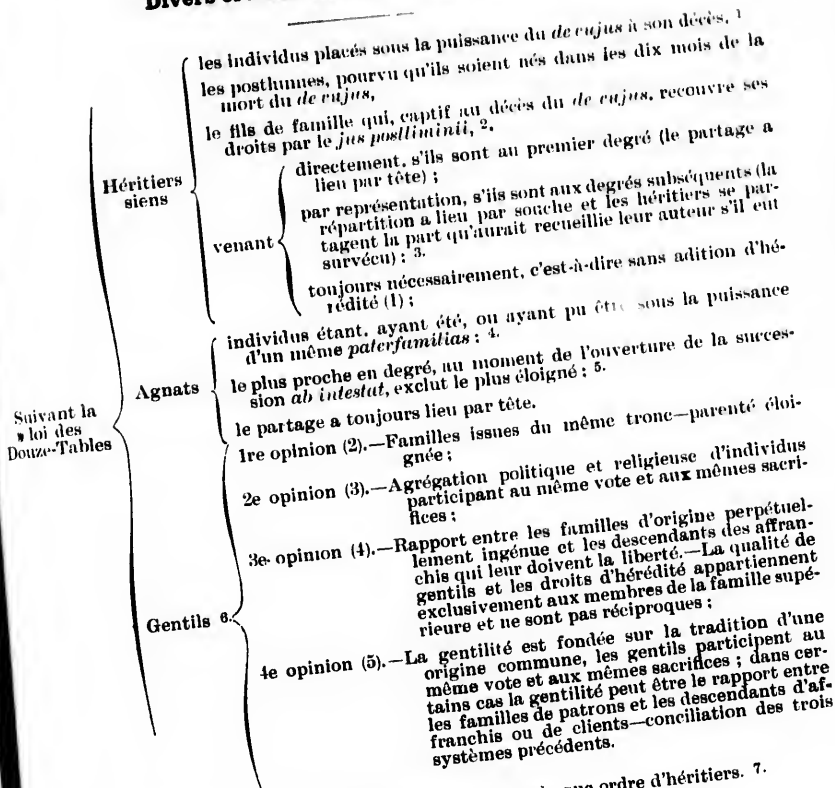 Divers
les individus placés sous la puissance du de cujus à son décès, 1
les posthumes, pourvu qu'ils soient nés dans les dix mois de la
mort du de cujus,
le fils de famille qui, captif au décès du de cujus, recouvre ses
droits par le jus postliminii, 2.
Héritiers
siens
venant
directement, s'ils sont au premier degré (le partage a
lieu par tête) ;
par représentation, s'ils sont aux degrés subséquents (la
répartition a lieu par souche et les héritiers se par-
tagent la part qu'aurait recueillie leur auteur s'il eut
survécu) : 3.
toujours nécessairement, c'est-à-dire sans adition d'hé-
rédité (1) ;
Suivant la
loi des
Douze-Tables
Agnats
individus étant, ayant été, ou ayant pu être sous la puissance
d'un même paterfamilias : 4.
le plus proche en degré, au moment de l'ouverture de la succes-
sion ab intestat, exclut le plus éloigné : 5.
le partage a toujours lieu par tête.
Gentils 6.
1re opinion (2).—Familles issues du même tronc—parenté éloi-
gnée ;
2e opinion (3).—Agrégation politique et religieuse d'individus
participant au même vote et aux mêmes sacri-
fices ;
3e opinion (4).—Rapport entre les familles d'origine perpétuel-
lement ingénue et les descendants des affran-
chis qui leur doivent la liberté.—La qualité de
gentils et les droits d'hérédité appartiennent
exclusivement aux membres de la famille supé-
rieure et ne sont pas réciproques ;
4e opinion (5).—La gentilité est fondée sur la tradition d'une
origine commune, les gentils participent au
même vote et aux mêmes sacrifices ; dans cer-
tains cas la gentilité peut être le rapport entre
les familles de patrons et les descendants d'af-
franchis ou de clients—conciliation des trois
systèmes précédents.
ordre d'héritiers. 7.